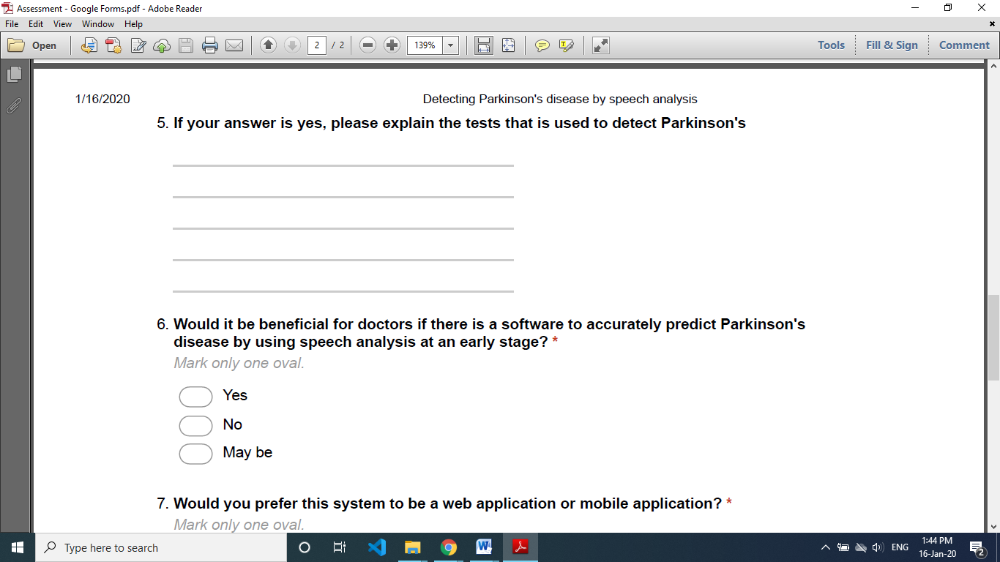 Assessment - Google Forms.pdf - Adobe Reader
File Edit View Window Help
Open 2 / 2 139% Tools Fill & Sign Comment
1/16/2020 Detecting Parkinson's disease by speech analysis
5. If your answer is yes, please explain the tests that is used to detect Parkinson's
6. Would it be beneficial for doctors if there is a software to accurately predict Parkinson's
disease by using speech analysis at an early stage? *
Mark only one oval.
Yes
No
May be
7. Would you prefer this system to be a web application or mobile application? *
Mark only one oval.
Type here to search ENG 1:44 PM
16-Jan-20 2